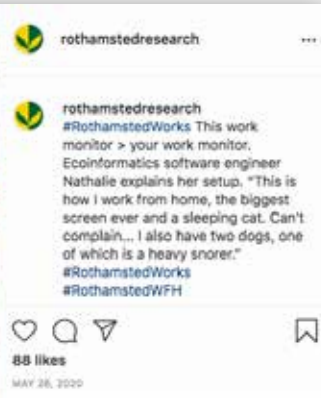 rothamstedresearch
rothamstedresearch
#RothamstedWorks This work
monitor > your work monitor.
Ecoinformatics software engineer
Nathalie explains her setup. "This is
how I work from home, the biggest
screen ever and a sleeping cat. Can't
complain... I also have two dogs, one
of which is a heavy snorer."
#RothamstedWorks
#RothamstedWFH
88 likes
MAY 28, 2020